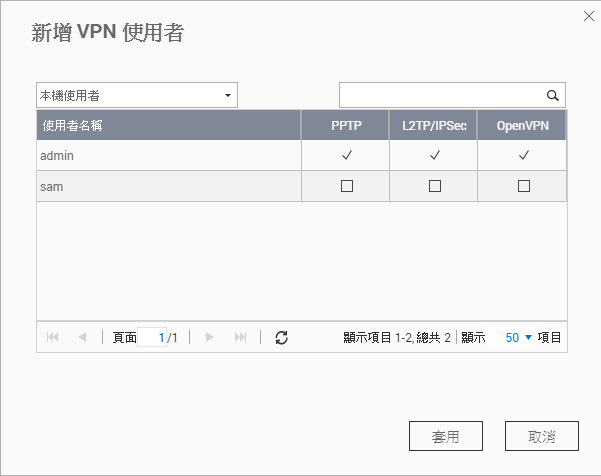 新增 VPN 使用者
本機使用者
使用者名稱 PPTP L2TP/IPSec OpenVPN
admin
sam
頁面 1 /1 顯示項目 1-2, 總共 2 顯示 50 項目
套用 取消